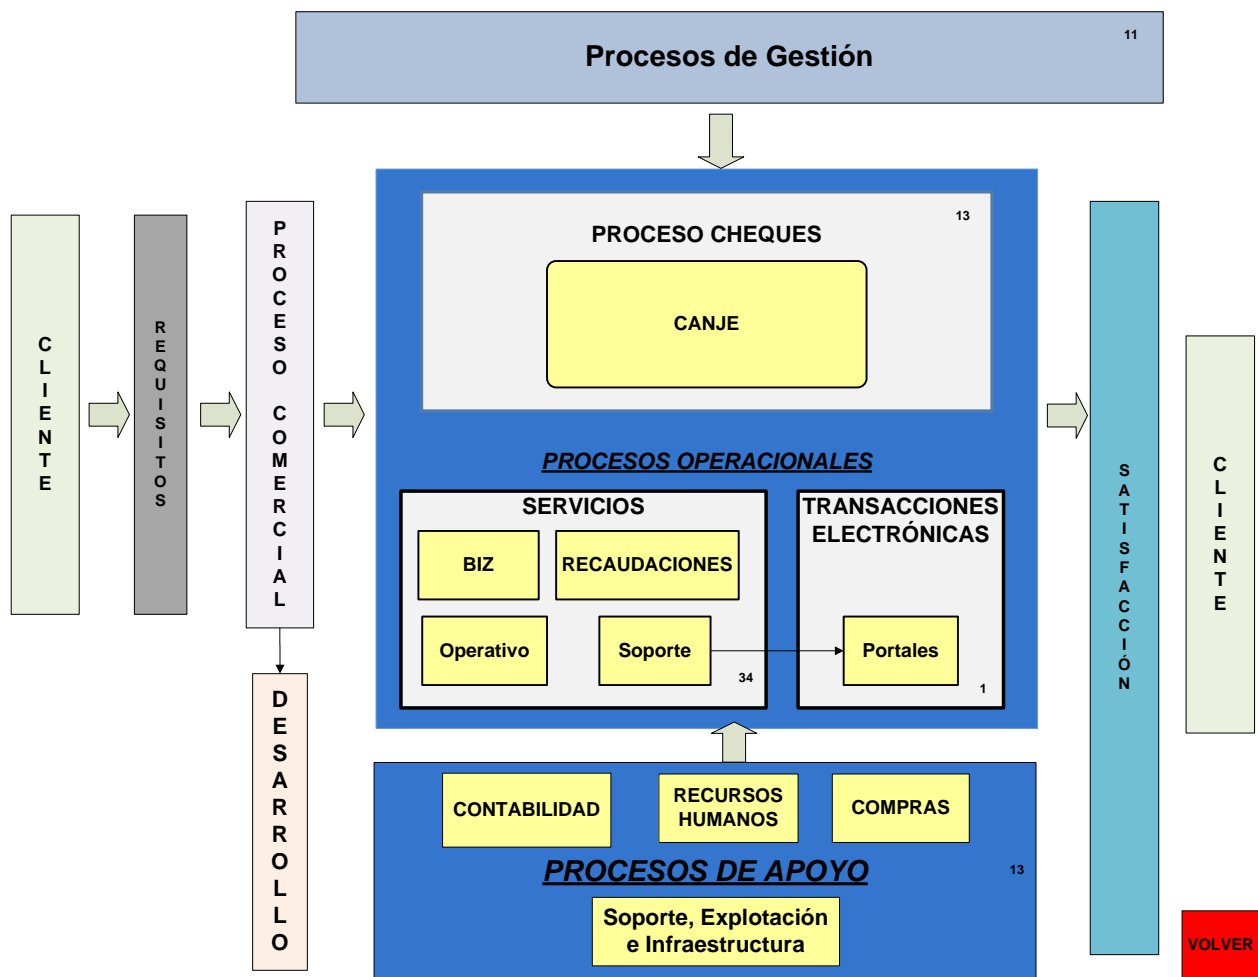 Procesos de Gestión
11
CLIENTE
REQUISITOS
PROCESO COMERCIAL
DESARROLLO
13
PROCESO CHEQUES
CANJE
PROCESOS OPERACIONALES
SERVICIOS
BIZ
RECAUDACIONES
Operativo
Soporte
34
TRANSACCIONES
ELECTRÓNICAS
Portales
1
CONTABILIDAD
RECURSOS
HUMANOS
COMPRAS
PROCESOS DE APOYO
13
Soporte, Explotación
e Infraestructura
SATISFACCIÓN
CLIENTE
VOLVER